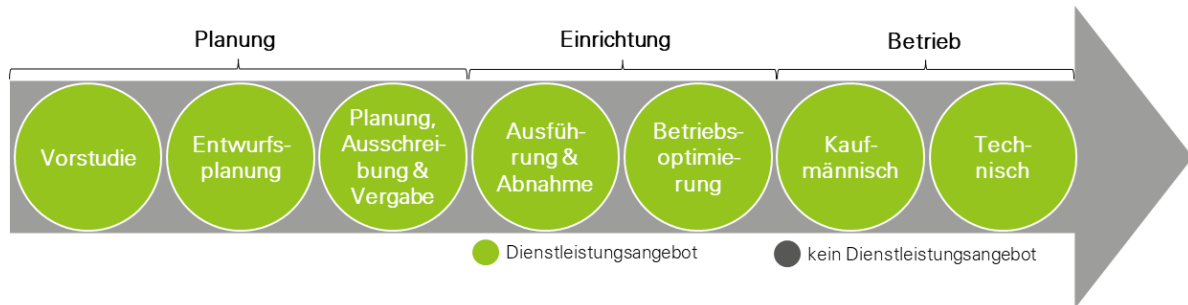 Planung
Einrichtung
Betrieb
Vorstudie
Entwurfs-
planung
Planung,
Ausschrei-
bung &
Vergabe
Ausfüh-
rung &
Abnahme
Betriebs-
optimie-
rung
Kauf-
männisch
Tech-
nisch
Dienstleistungsangebot
kein Dienstleistungsangebot